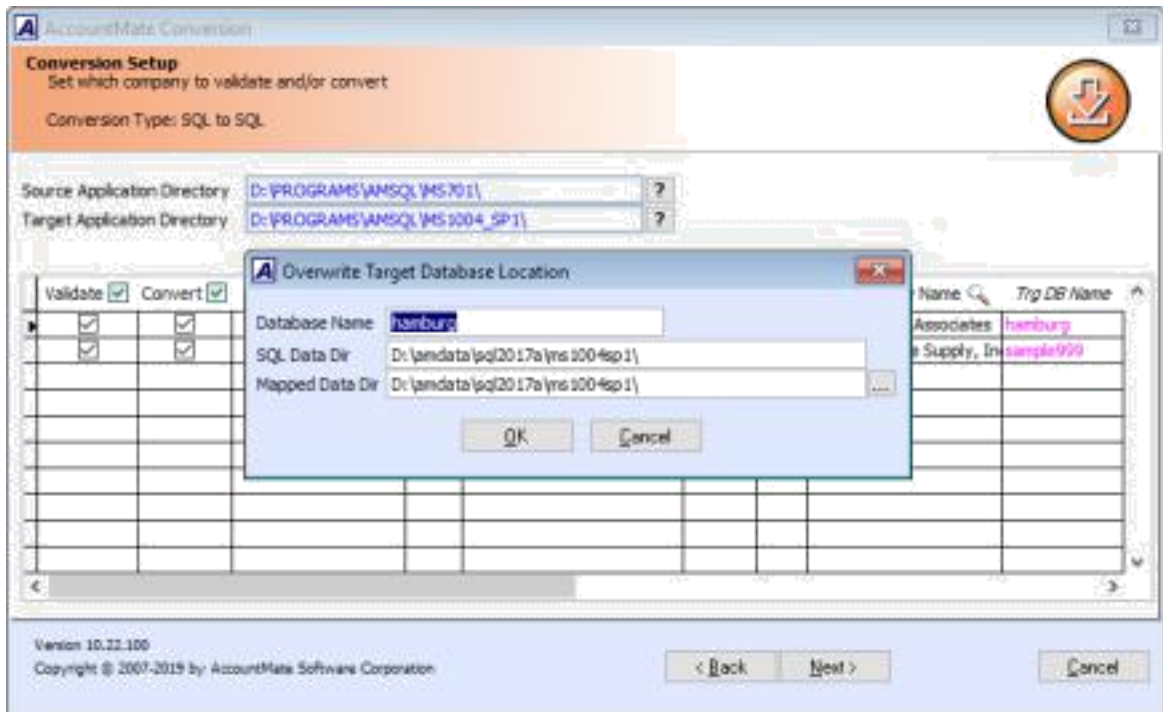 AccountMate Conversion
Conversion Setup
Set which company to validate and/or convert
Conversion Type: SQL to SQL
Source Application Directory D:\PROGRAMS\AMSQL\MS701\ ?
Target Application Directory D:\PROGRAMS\AMSQL\MS1004_SP1\ ?
Overwrite Target Database Location
Validate Convert Name Trg DB Name
Database Name hamburg
Associates hamburg
SQL Data Dir D:\amdata\sql2017a\ms1004sp1\
Supply, In sample999
Mapped Data Dir D:\amdata\sql2017a\ms1004sp1\ ...
OK Cancel
Version 10.22.100
Copyright © 2007-2019 by AccountMate Software Corporation
< Back Next > Cancel